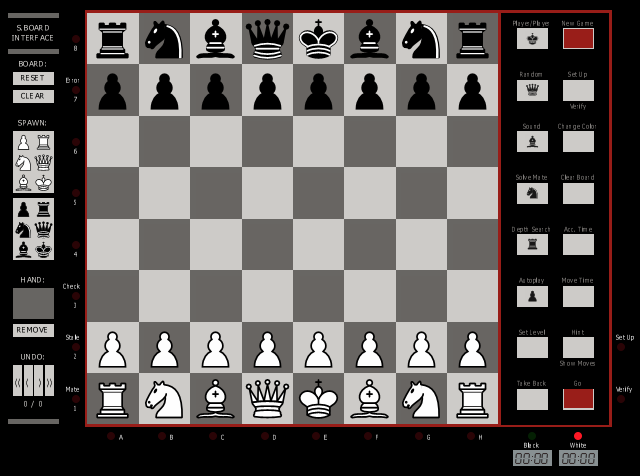 S.BOARD
INTERFACE
BOARD:
RESET
CLEAR
SPAWN:
HAND:
REMOVE
UNDO:
0 / 0
8
Error
7
6
5
4
Check
3
Stale
2
Mate
1
A B C D E F G H
Player/Player New Game
Random Set Up
Verify
Sound Change Color
Solve Mate Clear Board
Depth Search Acc. Time
Autoplay Move Time
Set Level Hint
Show Moves
Take Back Go
Set Up
Verify
Black White
00:00 00:00